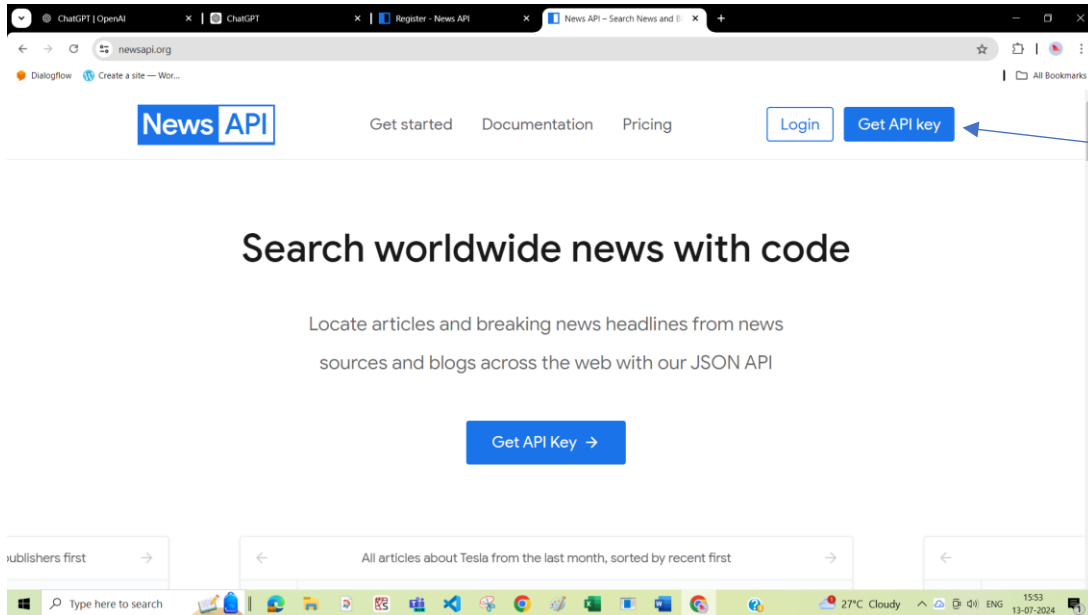 ChatGPT | OpenAI
ChatGPT
Register - News API
News API – Search News and B
newsapi.org
Dialogflow
Create a site — Wor...
All Bookmarks
News API
Get started
Documentation
Pricing
Login
Get API key
Search worldwide news with code
Locate articles and breaking news headlines from news
sources and blogs across the web with our JSON API
Get API Key →
ublishers first →
← All articles about Tesla from the last month, sorted by recent first →
←
Type here to search
27°C Cloudy
ENG
15:53
13-07-2024